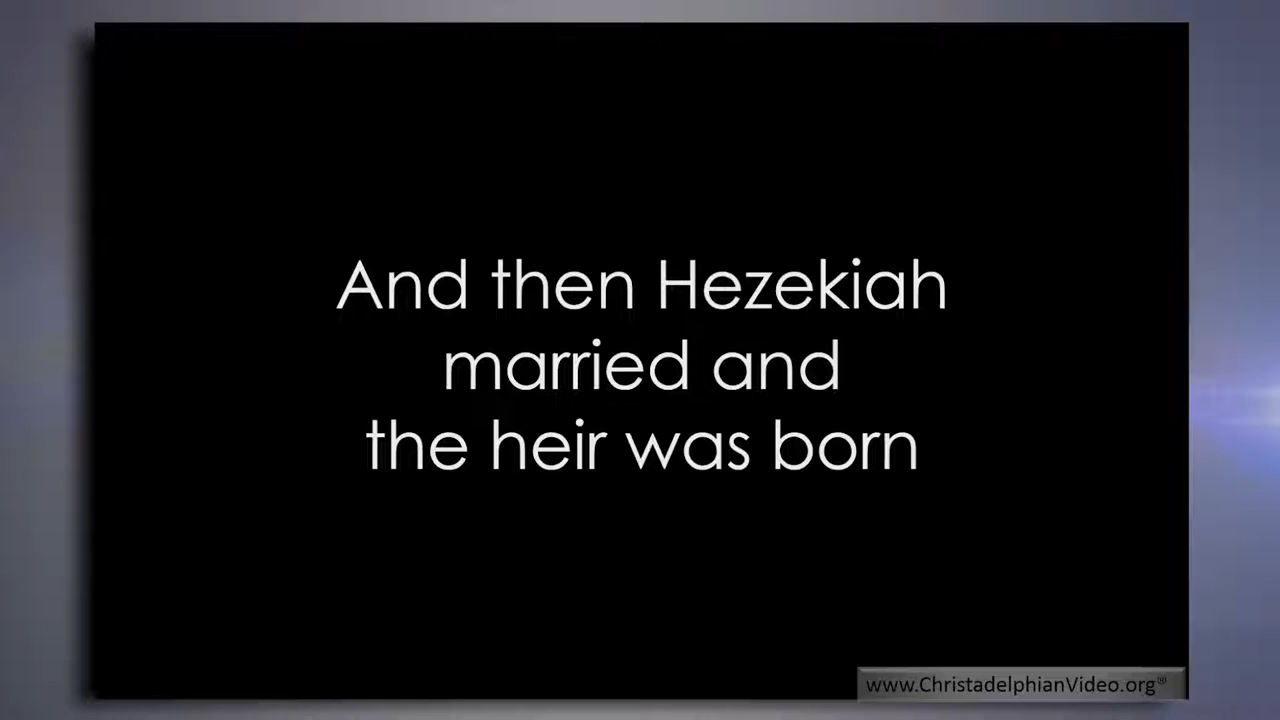 And then Hezekiah
married and
the heir was born
www.ChristadelphianVideo.org®